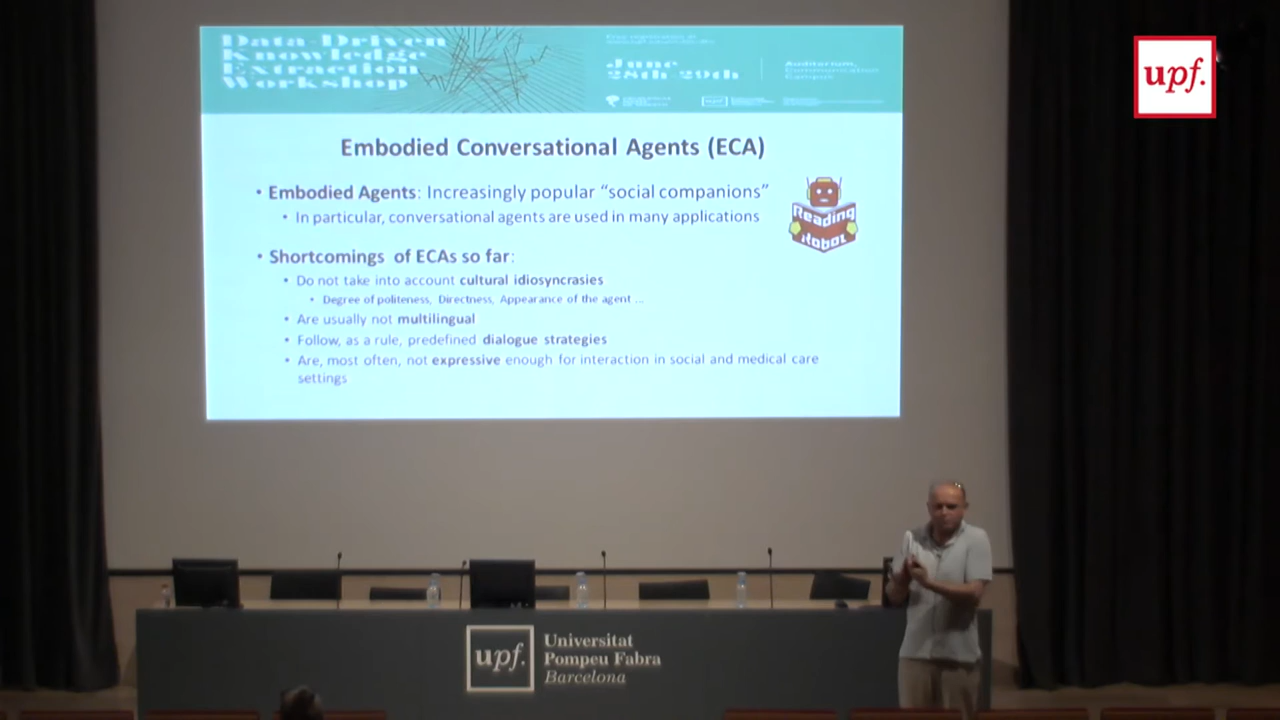 Data-Driven
Knowledge
Extraction
Workshop
June
28th-29th
Auditorium,
Communication
Campus
upf.
Embodied Conversational Agents (ECA)
• Embodied Agents: Increasingly popular “social companions”
• In particular, conversational agents are used in many applications
Reading
Robot
• Shortcomings of ECAs so far:
• Do not take into account cultural idiosyncrasies
• Degree of politeness, Directness, Appearance of the agent ...
• Are usually not multilingual
• Follow, as a rule, predefined dialogue strategies
• Are, most often, not expressive enough for interaction in social and medical care
settings
upf.
Universitat
Pompeu Fabra
Barcelona